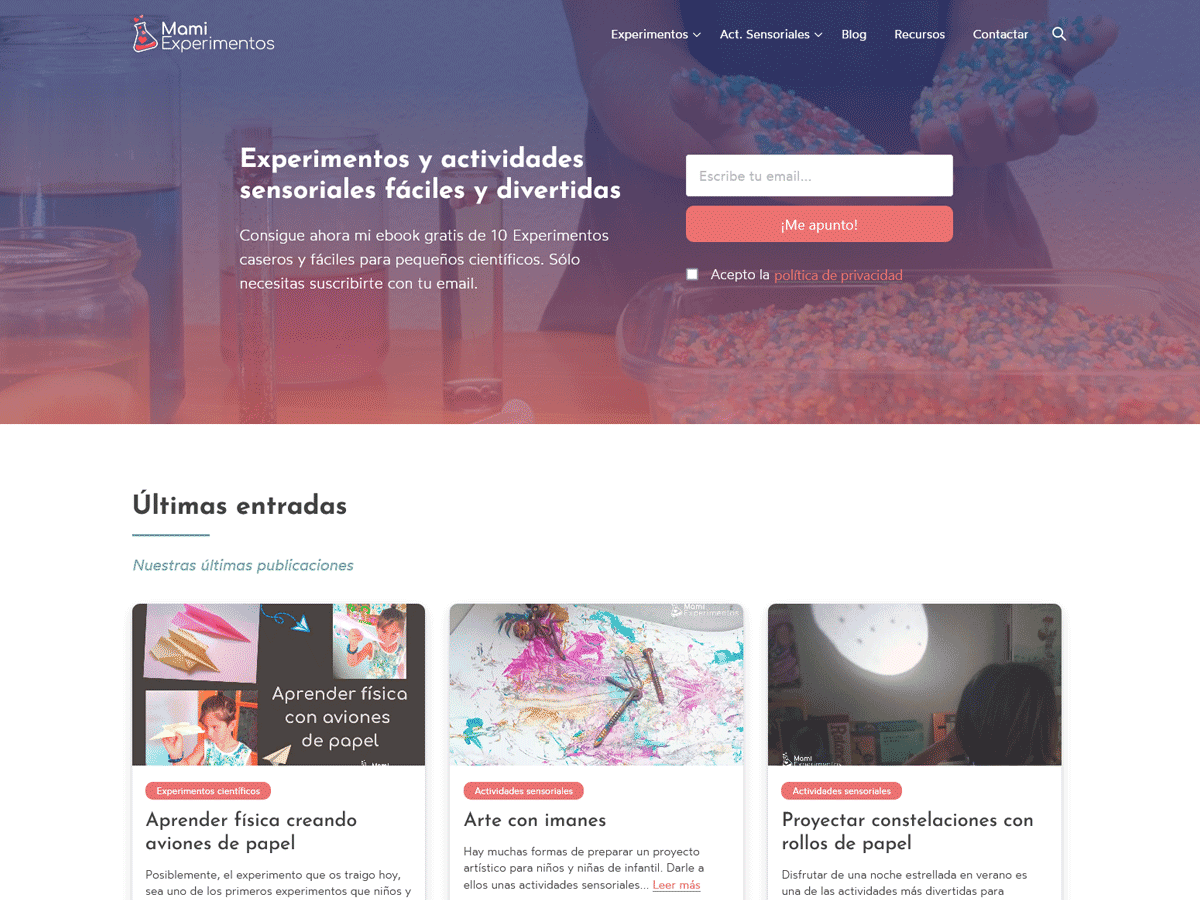 Mami
Experimentos
Experimentos
Act. Sensoriales
Blog
Recursos
Contactar
Experimentos y actividades
sensoriales fáciles y divertidas
Consigue ahora mi ebook gratis de 10 Experimentos
caseros y fáciles para pequeños científicos. Sólo
necesitas suscribirte con tu email.
Escribe tu email...
¡Me apunto!
Acepto la política de privacidad
Últimas entradas
Nuestras últimas publicaciones
Aprender física
con aviones
de papel
Mami
Mami
Experimentos
Mami
Experimentos
Experimentos científicos
Aprender física creando
aviones de papel
Posiblemente, el experimento que os traigo hoy,
sea uno de los primeros experimentos que niños y
Actividades sensoriales
Arte con imanes
Hay muchas formas de preparar un proyecto
artístico para niños y niñas de infantil. Darle a
ellos unas actividades sensoriales... Leer más
Actividades sensoriales
Proyectar constelaciones con
rollos de papel
Disfrutar de una noche estrellada en verano es
una de las actividades más divertidas para